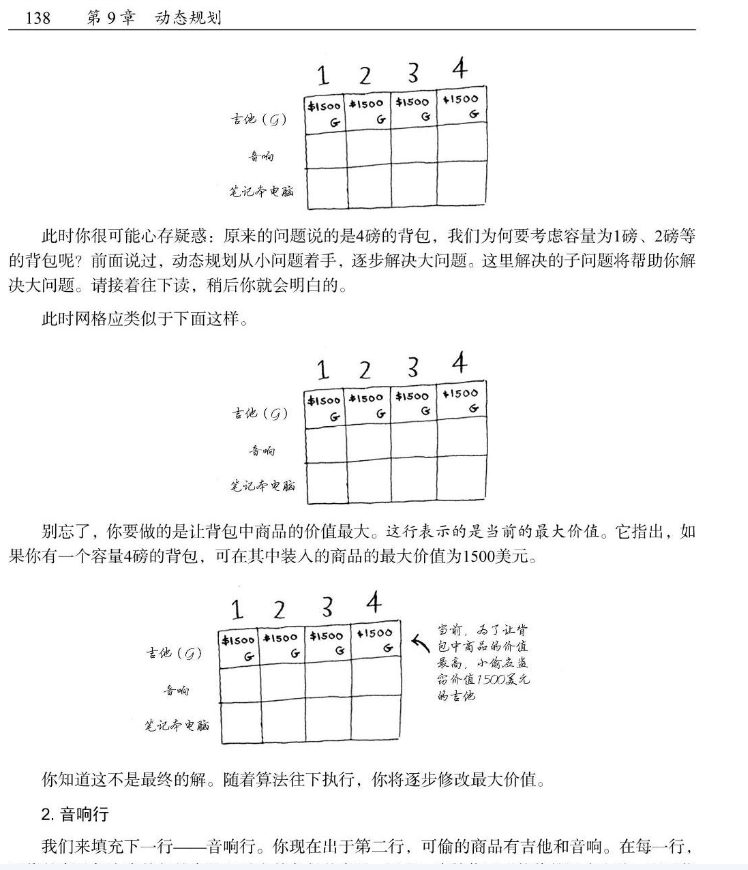 138 第9章 动态规划
1 2 3 4
吉他（G） $1500 G $1500 G $1500 G $1500 G
音响
笔记本电脑
此时你很可能心存疑惑：原来的问题说的是4磅的背包，我们为何要考虑容量为1磅、2磅等
的背包呢？前面说过，动态规划从小问题着手，逐步解决大问题。这里解决的子问题将帮助你解
决大问题。请接着往下读，稍后你就会明白的。
此时网格应类似于下面这样。
1 2 3 4
吉他（G） $1500 G $1500 G $1500 G $1500 G
音响
笔记本电脑
别忘了，你要做的是让背包中商品的价值最大。这行表示的是当前的最大价值。它指出，如
果你有一个容量4磅的背包，可在其中装入的商品的最大价值为1500美元。
1 2 3 4
吉他（G） $1500 G $1500 G $1500 G $1500 G
音响
笔记本电脑
当前，为了让背
包中商品的价值
最高，小偷应盗
窃价值1500美元
的吉他
你知道这不是最终的解。随着算法往下执行，你将逐步修改最大价值。
2. 音响行
我们来填充下一行——音响行。你现在出于第二行，可偷的商品有吉他和音响。在每一行，